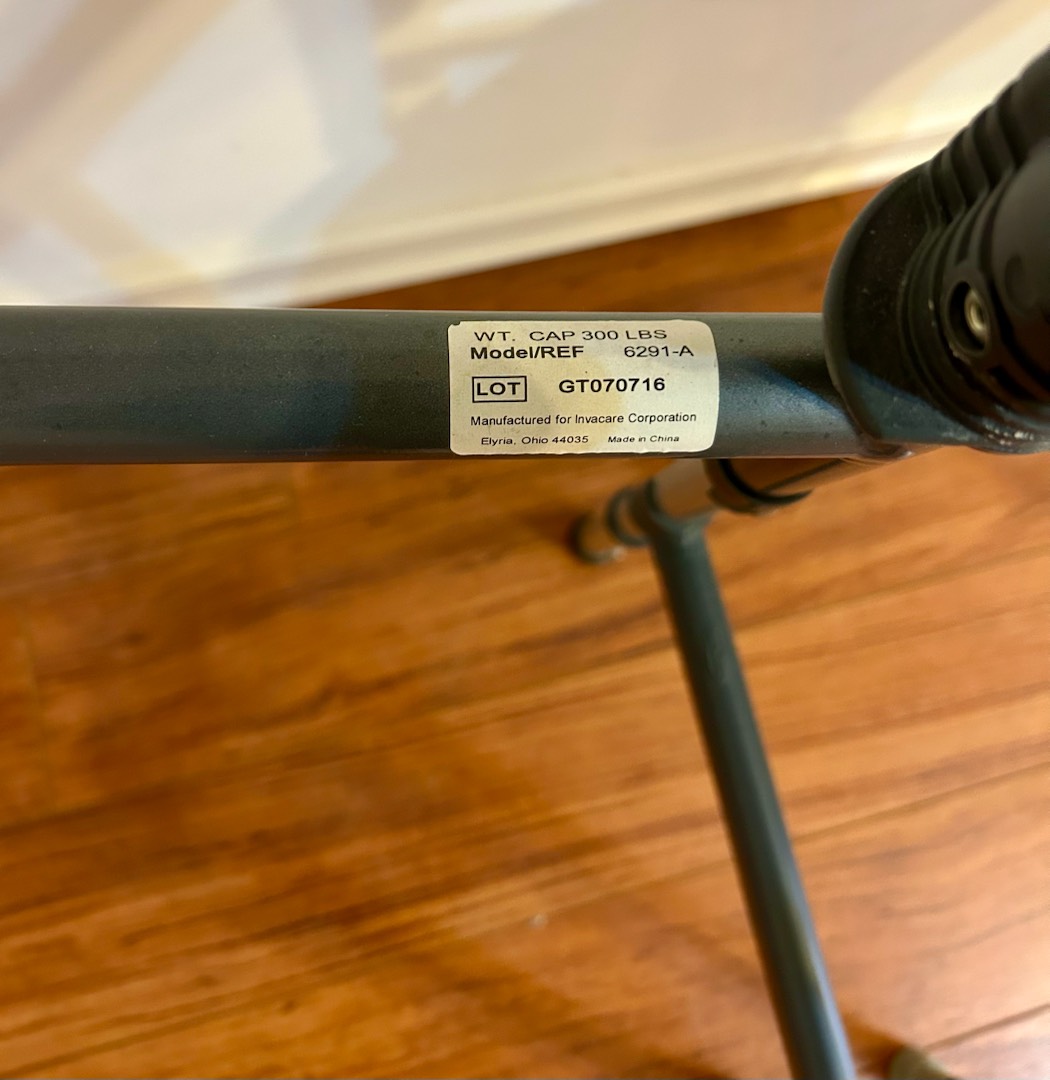 WT. CAP 300 LBS
Model/REF 6291-A
LOT GT070716
Manufactured for Invacare Corporation
Elyria, Ohio 44035 Made in China